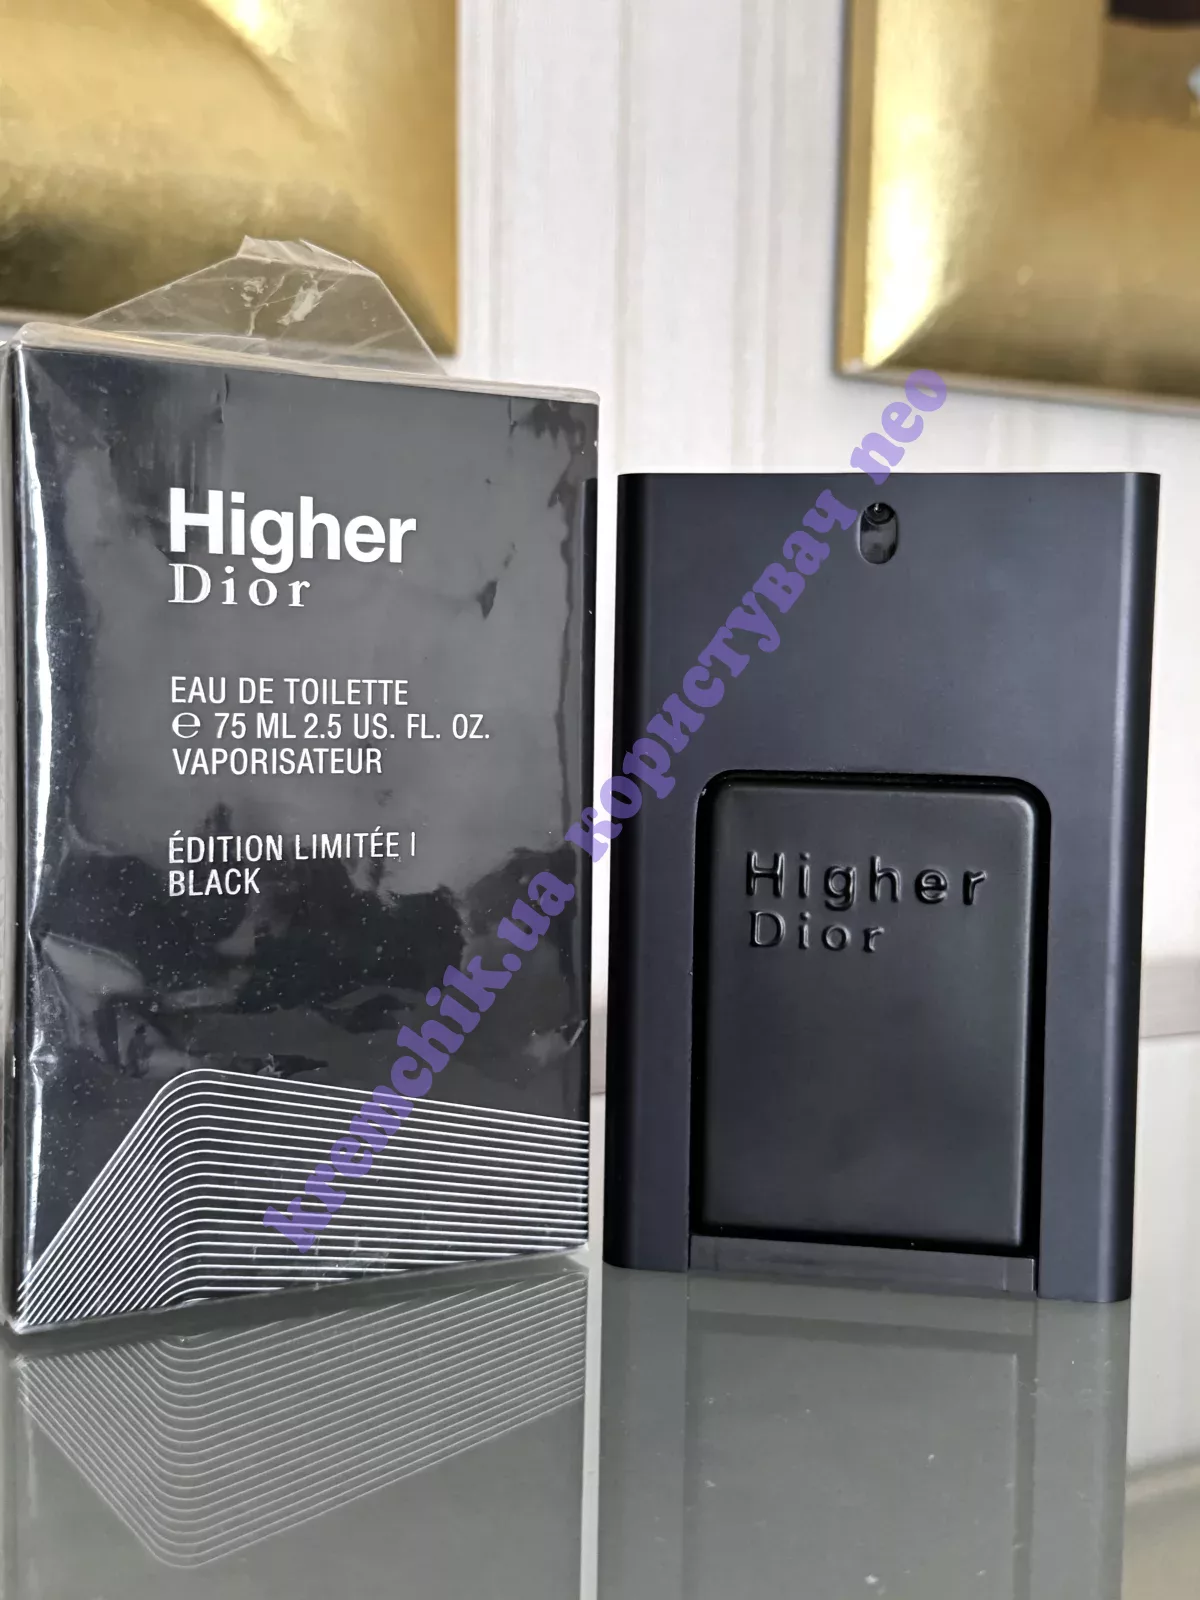 Higher
Dior
EAU DE TOILETTE
℮ 75 ML 2.5 US. FL. OZ.
VAPORISATEUR
ÉDITION LIMITÉE |
BLACK
Higher
Dior
kremchik.ua користувач neo